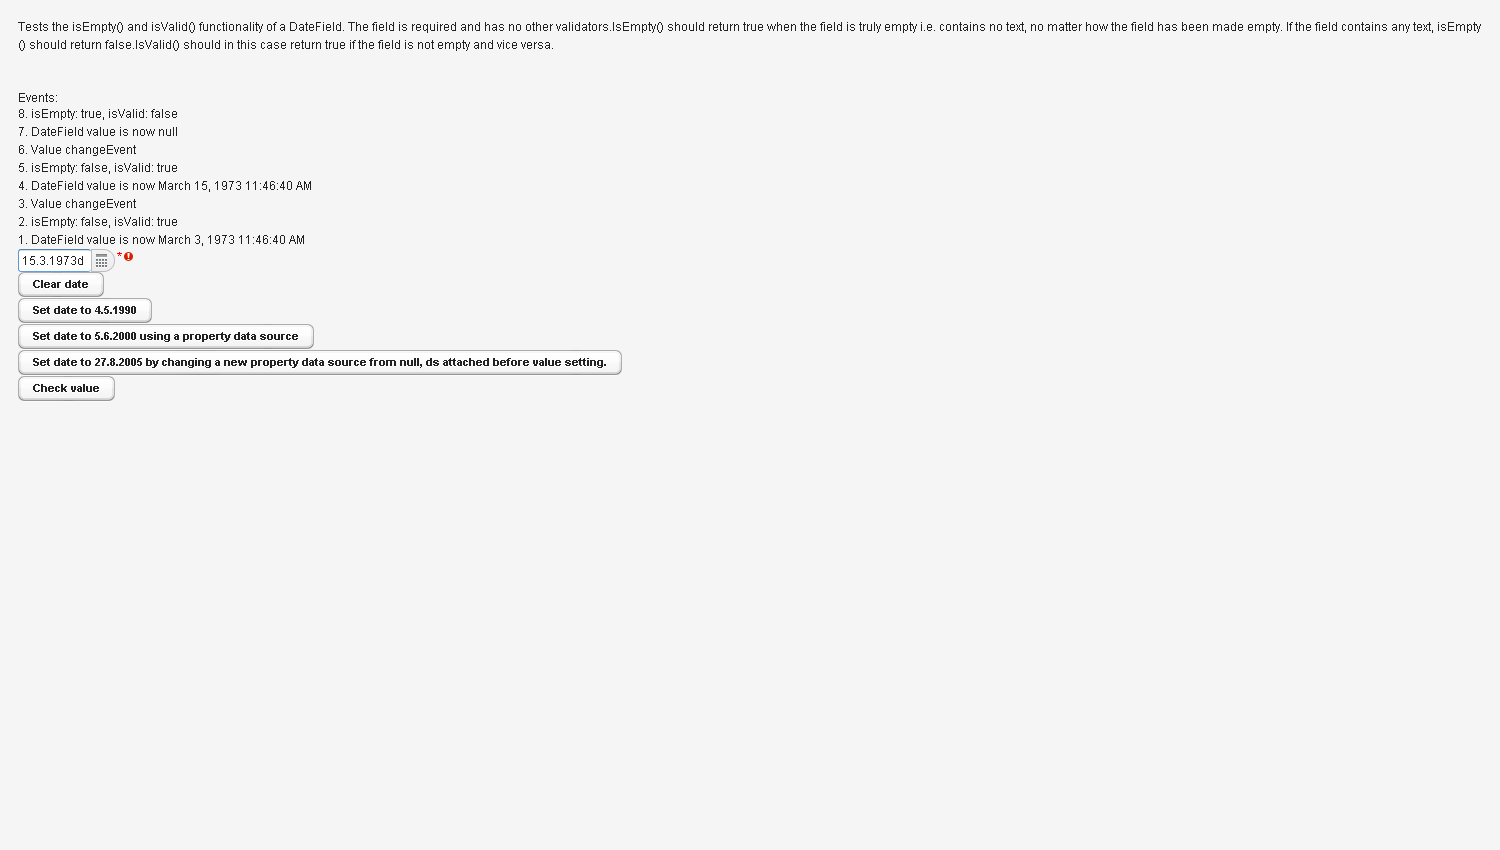 Tests the isEmpty() and isValid() functionality of a DateField. The field is required and has no other validators.IsEmpty() should return true when the field is truly empty i.e. contains no text, no matter how the field has been made empty. If the field contains any text, isEmpty
() should return false.IsValid() should in this case return true if the field is not empty and vice versa.
Events:
8. isEmpty: true, isValid: false
7. DateField value is now null
6. Value changeEvent
5. isEmpty: false, isValid: true
4. DateField value is now March 15, 1973 11:46:40 AM
3. Value changeEvent
2. isEmpty: false, isValid: true
1. DateField value is now March 3, 1973 11:46:40 AM
15.3.1973d *
Clear date
Set date to 4.5.1990
Set date to 5.6.2000 using a property data source
Set date to 27.8.2005 by changing a new property data source from null, ds attached before value setting.
Check value